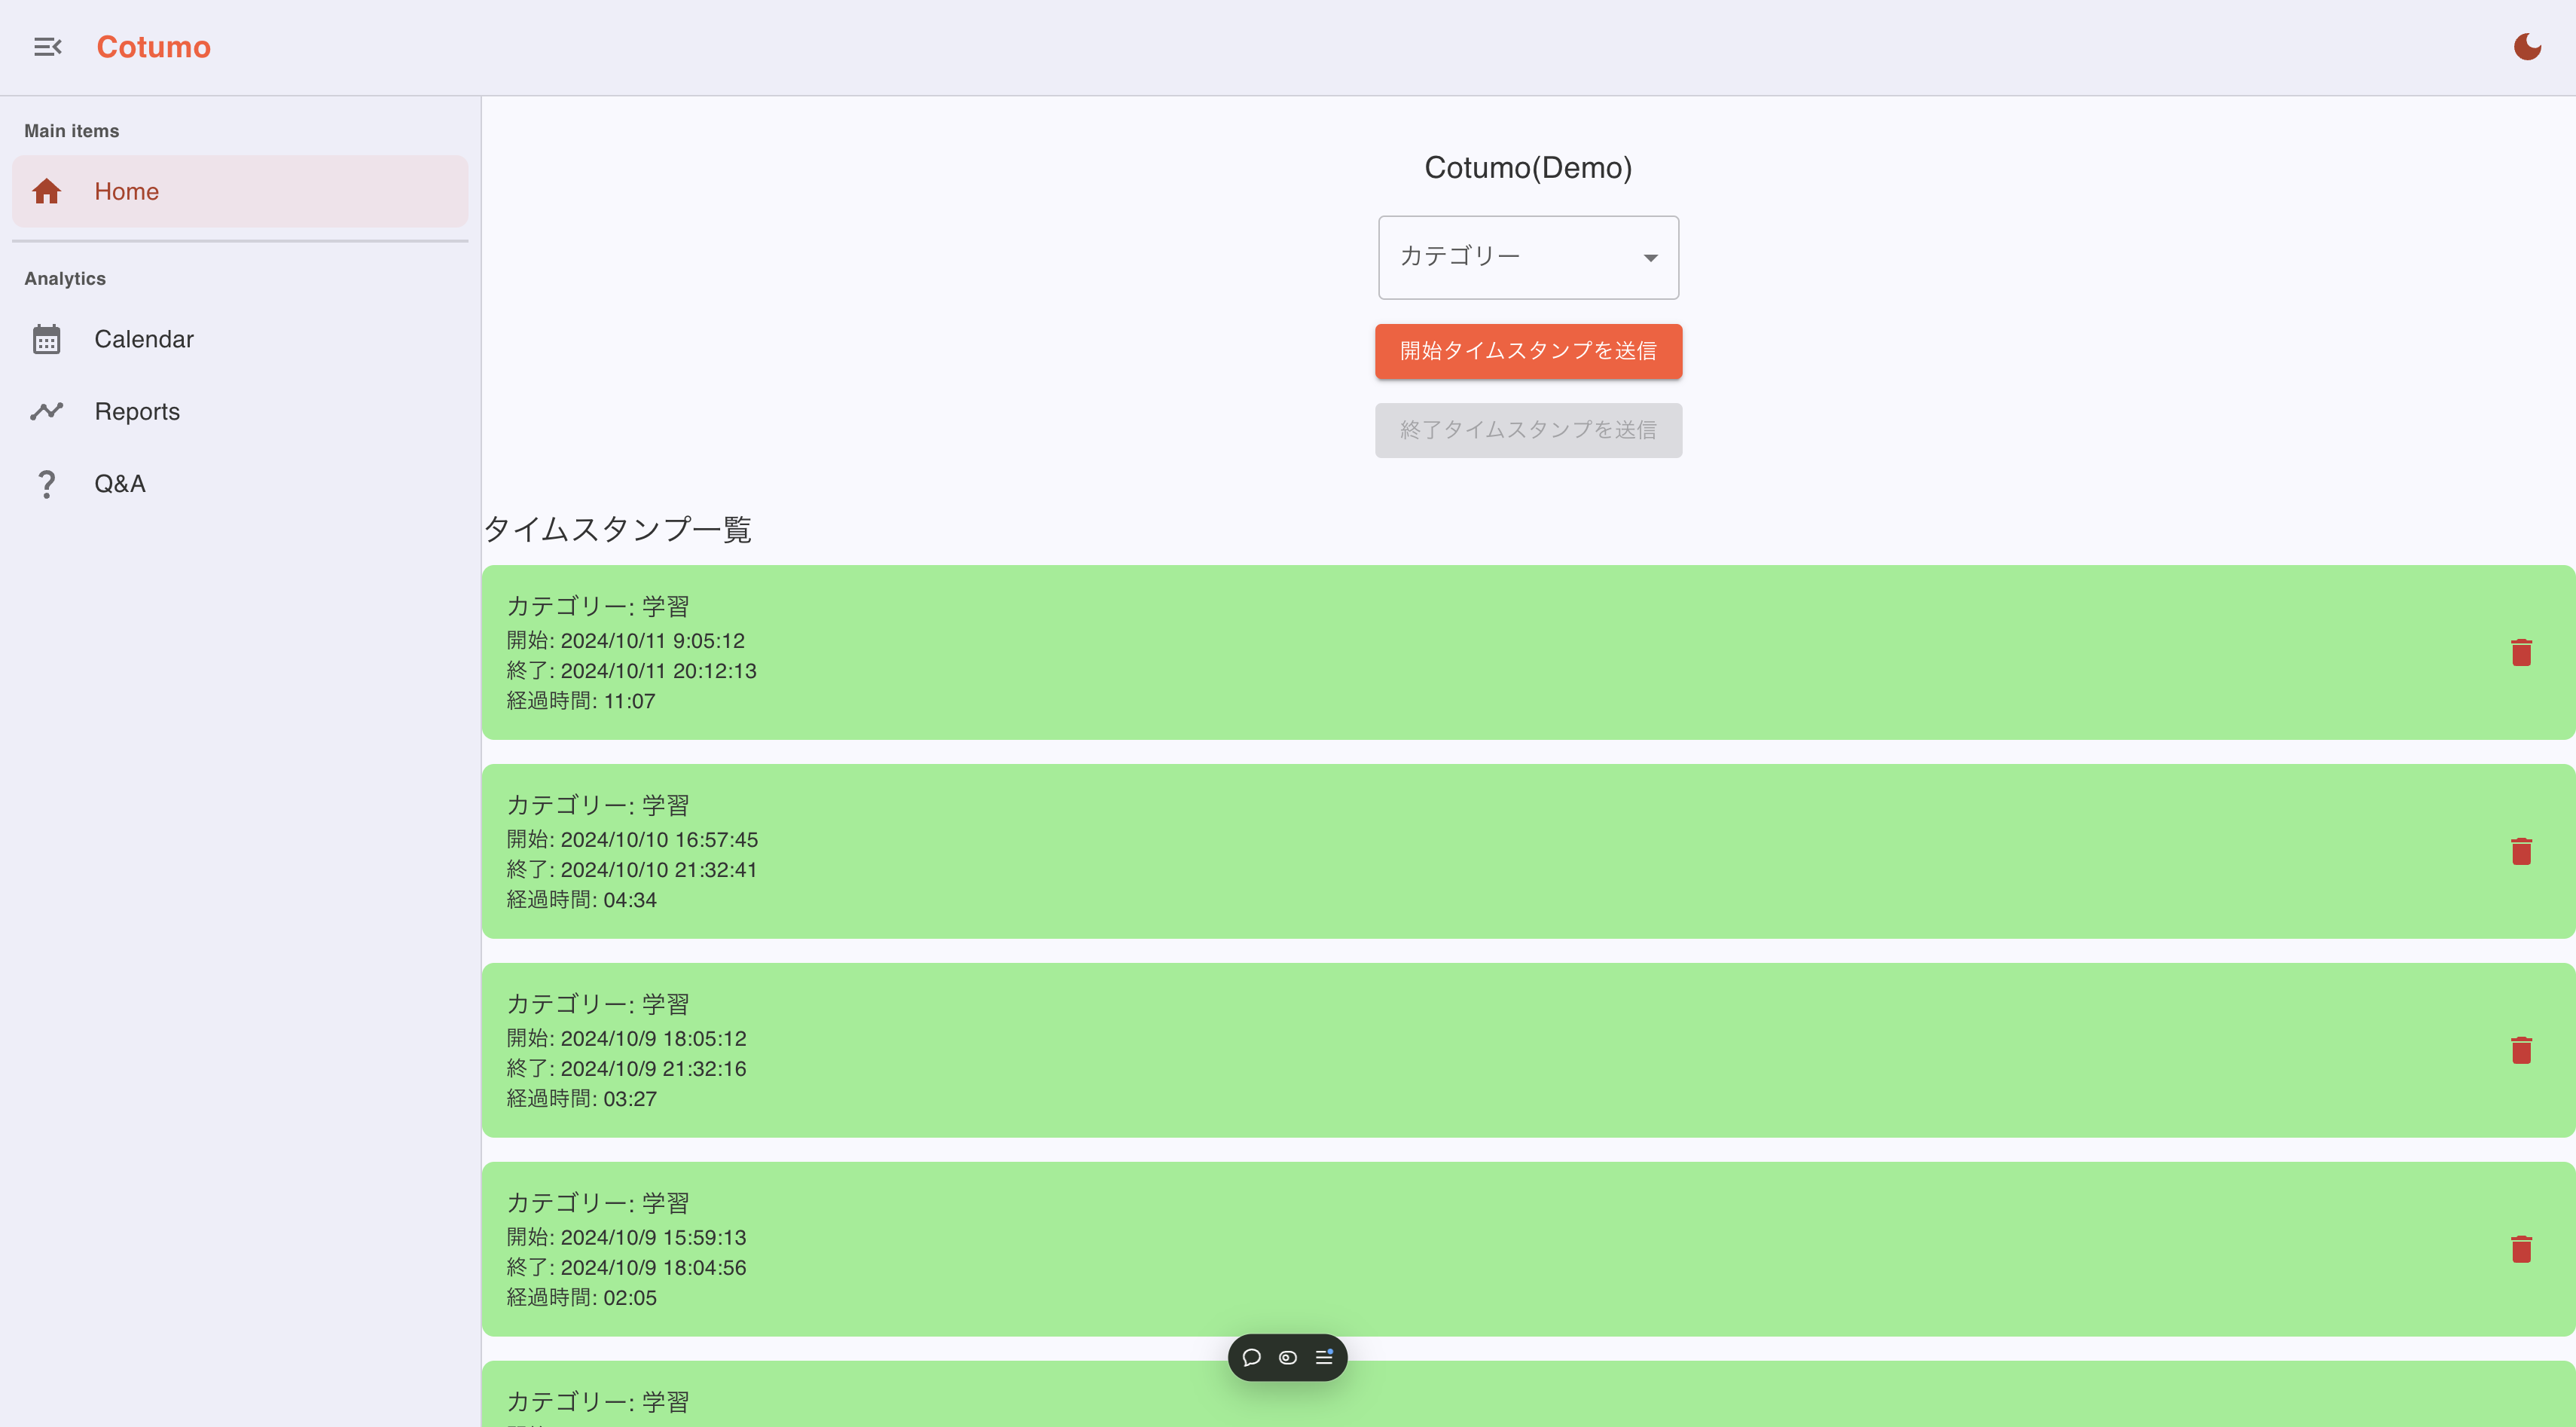 Cotumo
Main items
Home
Analytics
Calendar
Reports
Q&A
Cotumo(Demo)
カテゴリー
開始タイムスタンプを送信
終了タイムスタンプを送信
タイムスタンプ一覧
カテゴリー: 学習
開始: 2024/10/11 9:05:12
終了: 2024/10/11 20:12:13
経過時間: 11:07
カテゴリー: 学習
開始: 2024/10/10 16:57:45
終了: 2024/10/10 21:32:41
経過時間: 04:34
カテゴリー: 学習
開始: 2024/10/9 18:05:12
終了: 2024/10/9 21:32:16
経過時間: 03:27
カテゴリー: 学習
開始: 2024/10/9 15:59:13
終了: 2024/10/9 18:04:56
経過時間: 02:05
カテゴリー: 学習